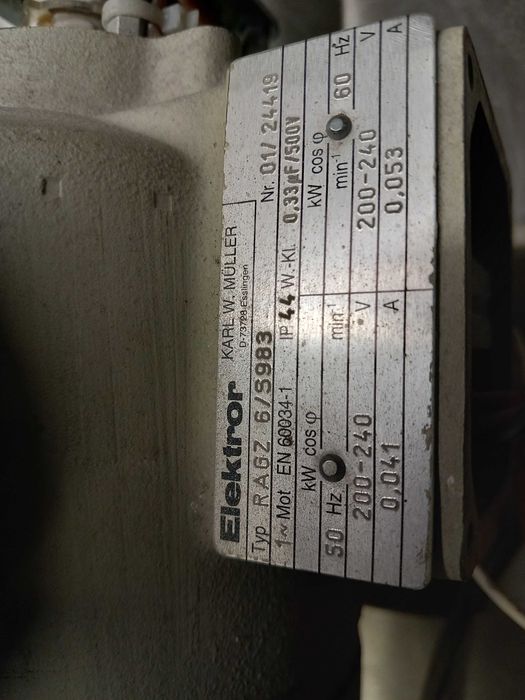 Elektror KARL W. MÜLLER
D-73728 Esslingen
Typ RAGZ 6/S983 Nr. 01/ 24419
1~Mot EN 60034-1 IP 44 W.-Kl. 0,33µF/500V
kW cos φ kW cos φ
50 Hz min⁻¹ min⁻¹ 60 Hz
200-240 V 200-240 V
0,041 A 0,053 A